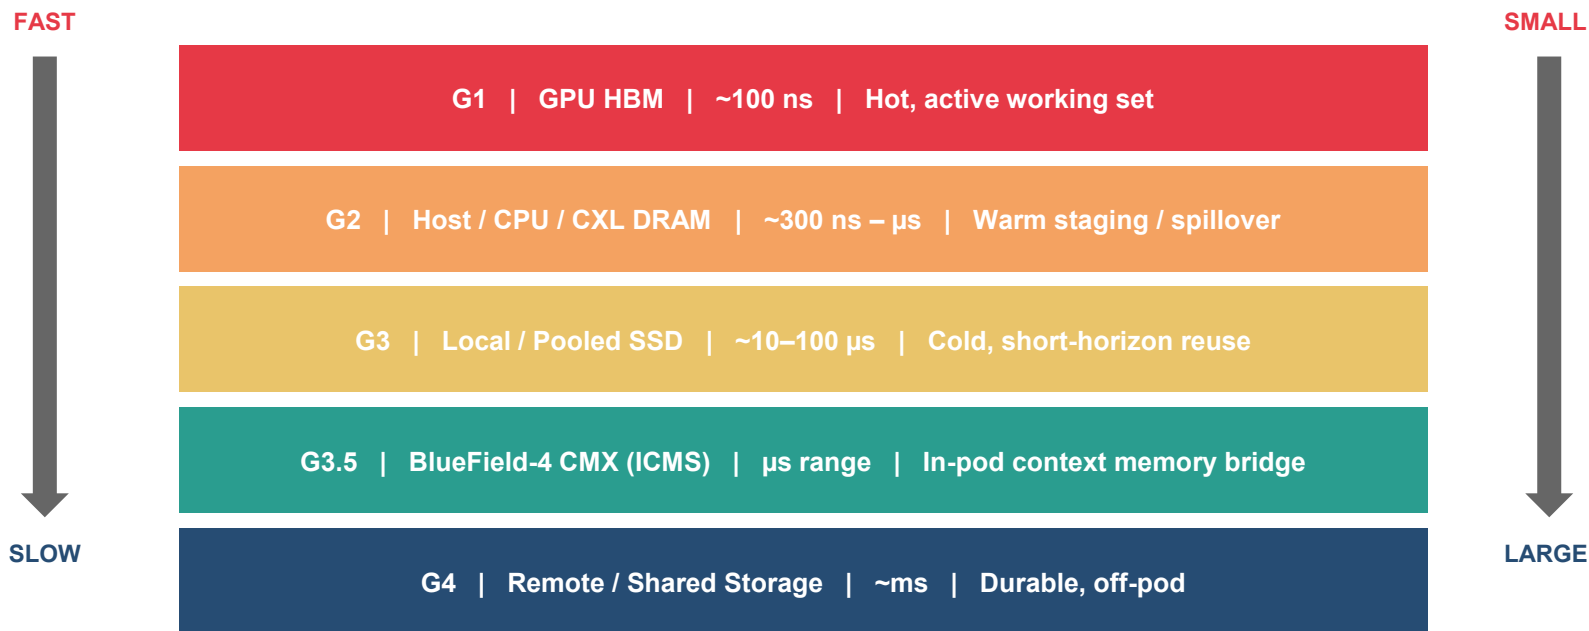 FAST
SMALL
G1 | GPU HBM | ~100 ns | Hot, active working set
G2 | Host / CPU / CXL DRAM | ~300 ns – µs | Warm staging / spillover
G3 | Local / Pooled SSD | ~10–100 µs | Cold, short-horizon reuse
G3.5 | BlueField-4 CMX (ICMS) | µs range | In-pod context memory bridge
SLOW
LARGE
G4 | Remote / Shared Storage | ~ms | Durable, off-pod